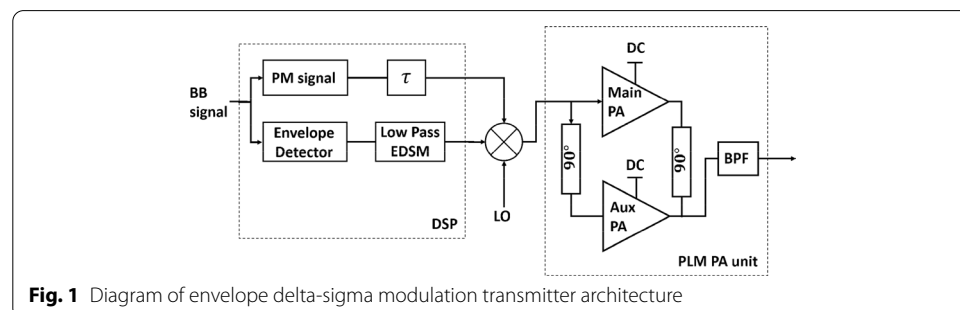 BB
signal
PM signal
τ
Envelope
Detector
Low Pass
EDSM
DSP
LO
DC
Main
PA
90°
90°
DC
Aux
PA
BPF
PLM PA unit
Fig. 1 Diagram of envelope delta-sigma modulation transmitter architecture